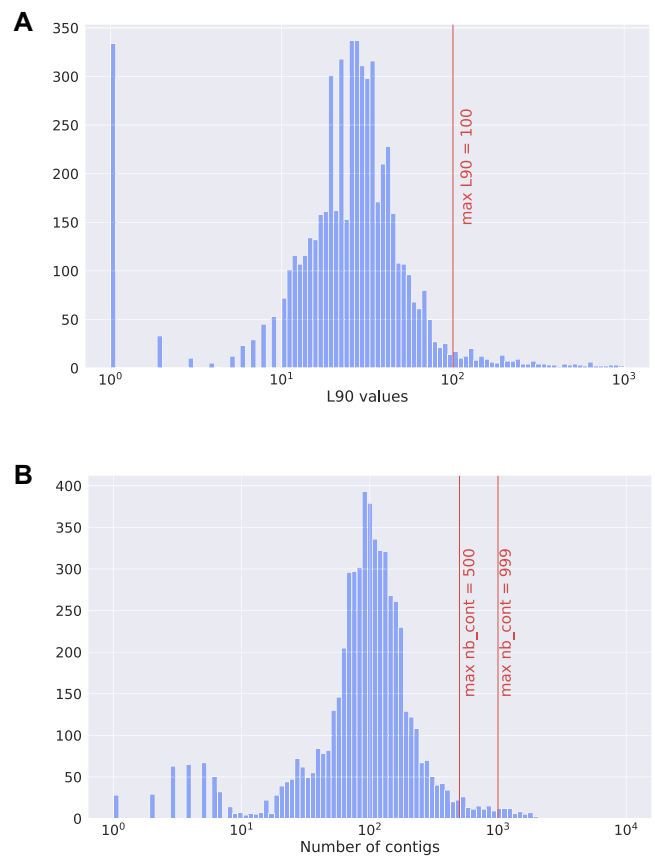 A
350
300
250
200
150
100
50
0
max L90 = 100
10⁰ 10¹ 10² 10³
L90 values
B
400
350
300
250
200
150
100
50
0
max nb_cont = 500
max nb_cont = 999
10⁰ 10¹ 10² 10³ 10⁴
Number of contigs